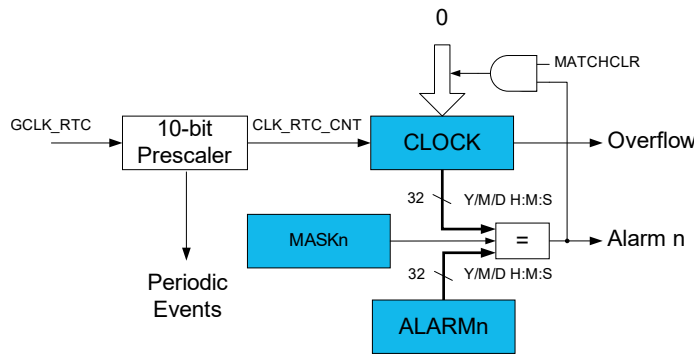 0
MATCHCLR
GCLK_RTC
10-bit
Prescaler
CLK_RTC_CNT
CLOCK
Overflow
32
Y/M/D H:M:S
MASKn
=
Alarm n
Periodic
Events
32
Y/M/D H:M:S
ALARMn